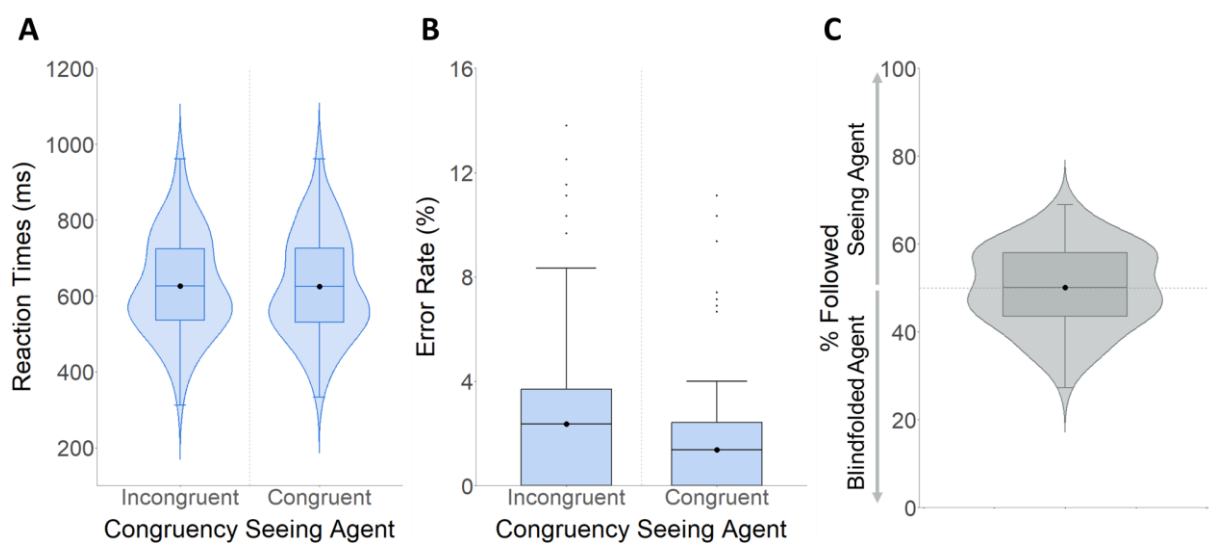 A
1200
1000
800
600
400
200
Reaction Times (ms)
Incongruent
Congruent
Congruency Seeing Agent
B
16
12
8
4
0
Error Rate (%)
Incongruent
Congruent
Congruency Seeing Agent
C
100
80
60
40
20
0
% Followed
Seeing Agent
Blindfolded Agent